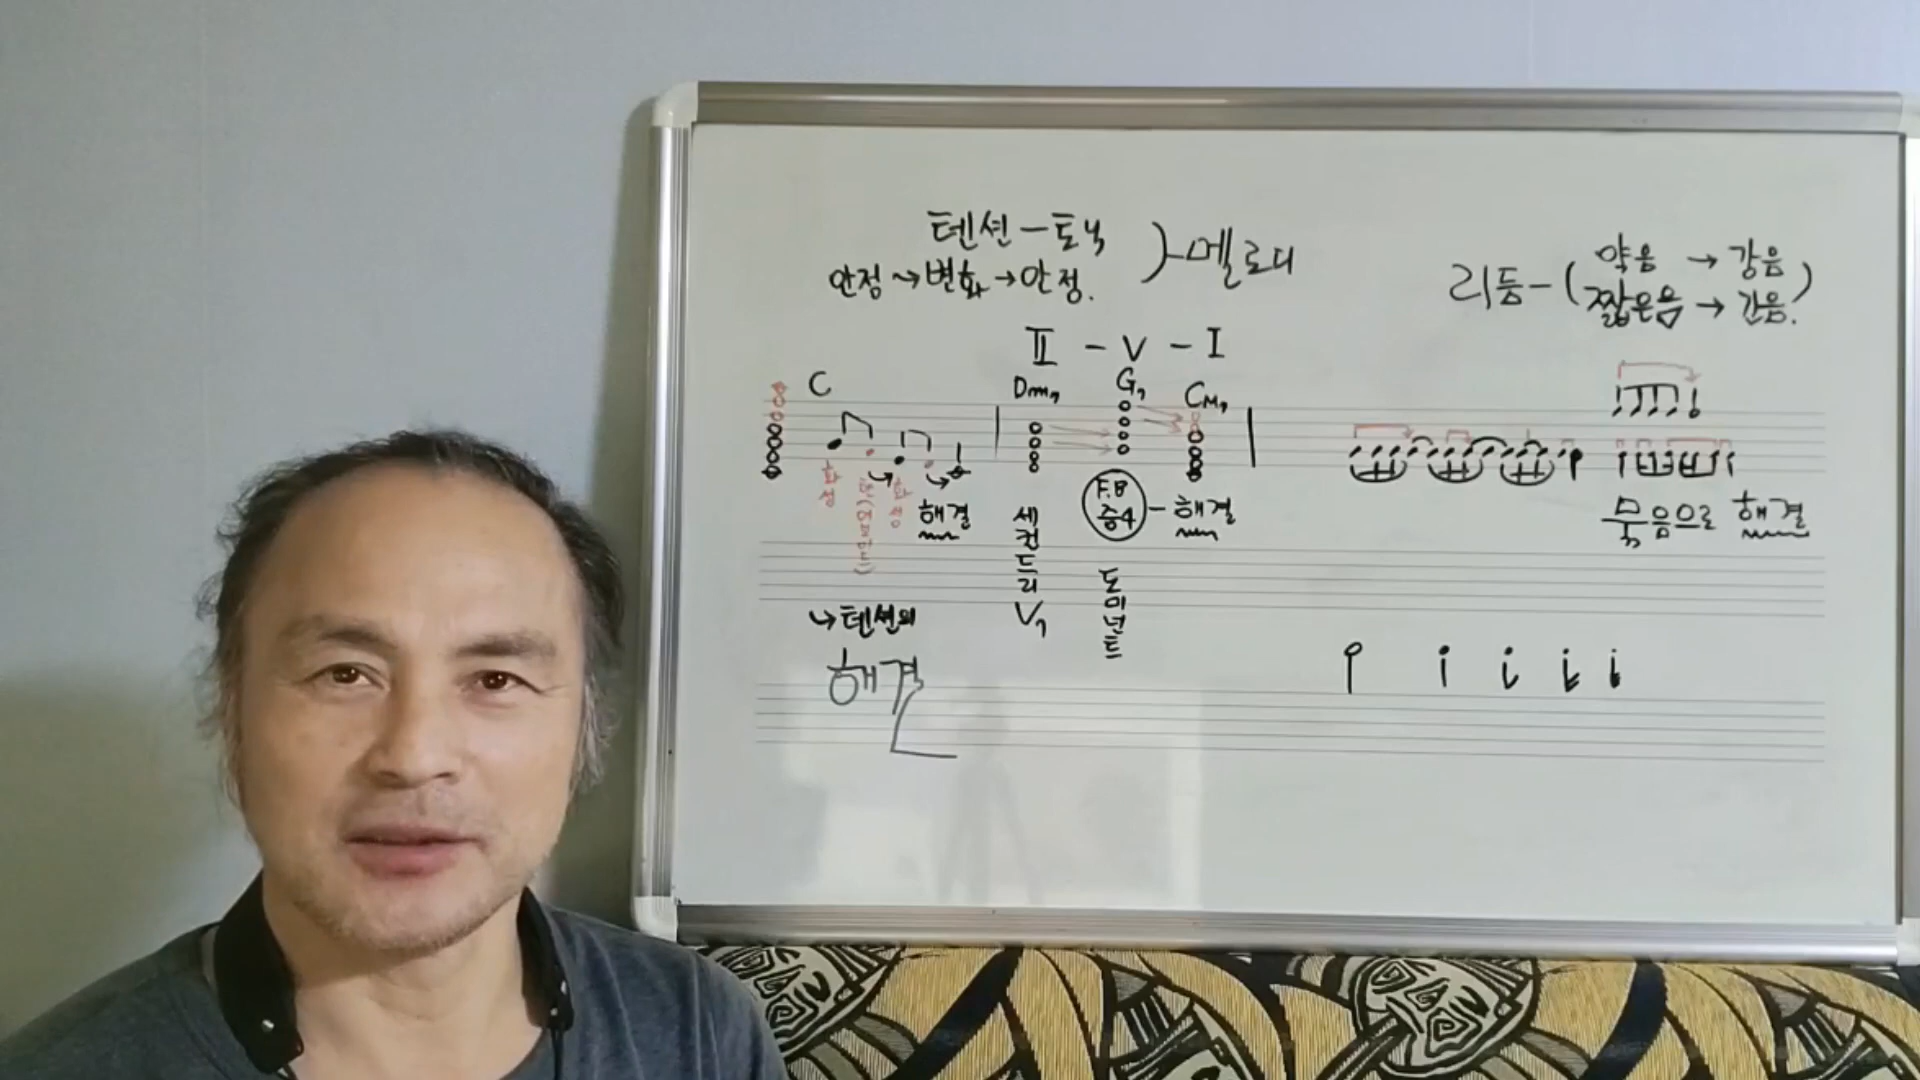 텐션-토닉
안정→변화→안정.
)-멜로디
리듬-(약음→강음
짧은음→긴음.)
Ⅱ - Ⅴ - Ⅰ
C
Dm7
G7
CM7
화성
화성
해결
세컨드리 V7
F.B
증4
-해결
도미넌트
묶음으로 해결
↳텐션의
해결